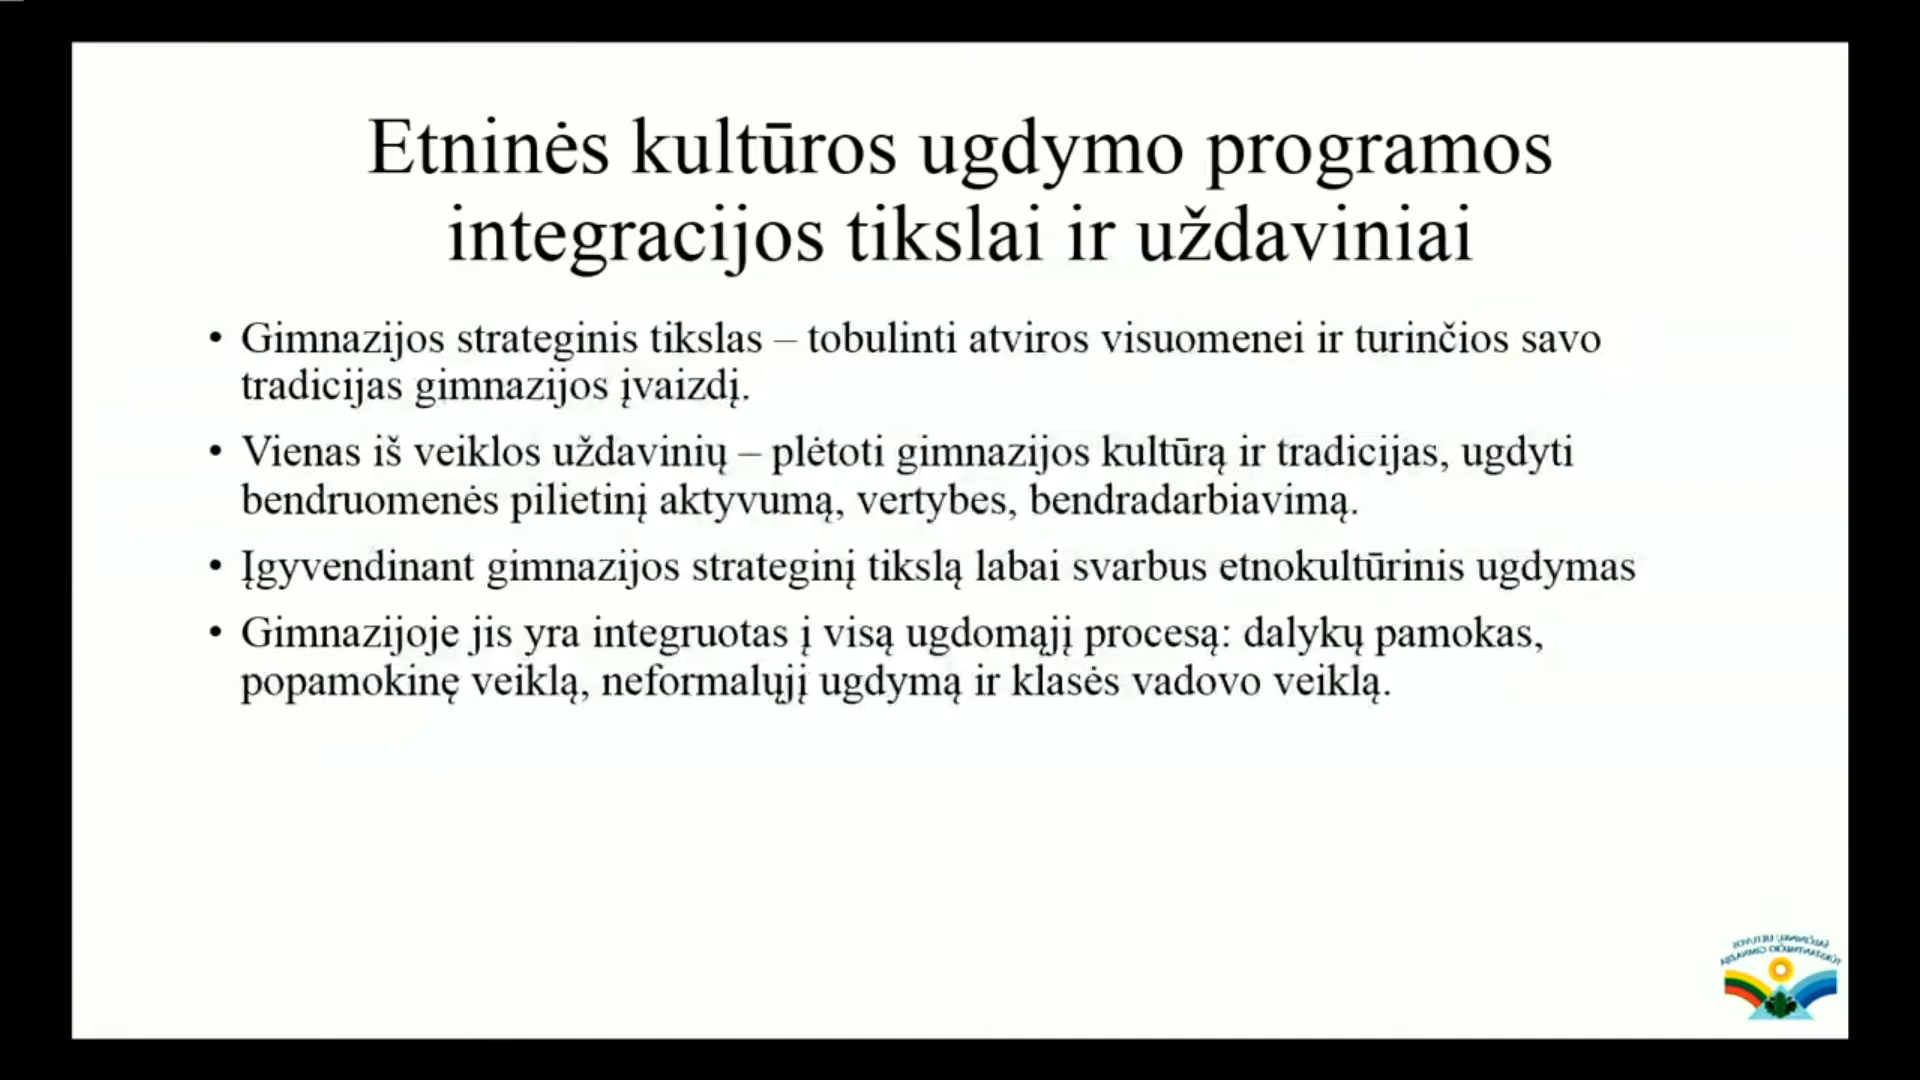 Etninės kultūros ugdymo programos
integracijos tikslai ir uždaviniai
• Gimnazijos strateginis tikslas – tobulinti atviros visuomenei ir turinčios savo
tradicijas gimnazijos įvaizdį.
• Vienas iš veiklos uždavinių – plėtoti gimnazijos kultūrą ir tradicijas, ugdyti
bendruomenės pilietinį aktyvumą, vertybes, bendradarbiavimą.
• Įgyvendinant gimnazijos strateginį tikslą labai svarbus etnokultūrinis ugdymas
• Gimnazijoje jis yra integruotas į visą ugdomąjį procesą: dalykų pamokas,
popamokinę veiklą, neformalųjį ugdymą ir klasės vadovo veiklą.